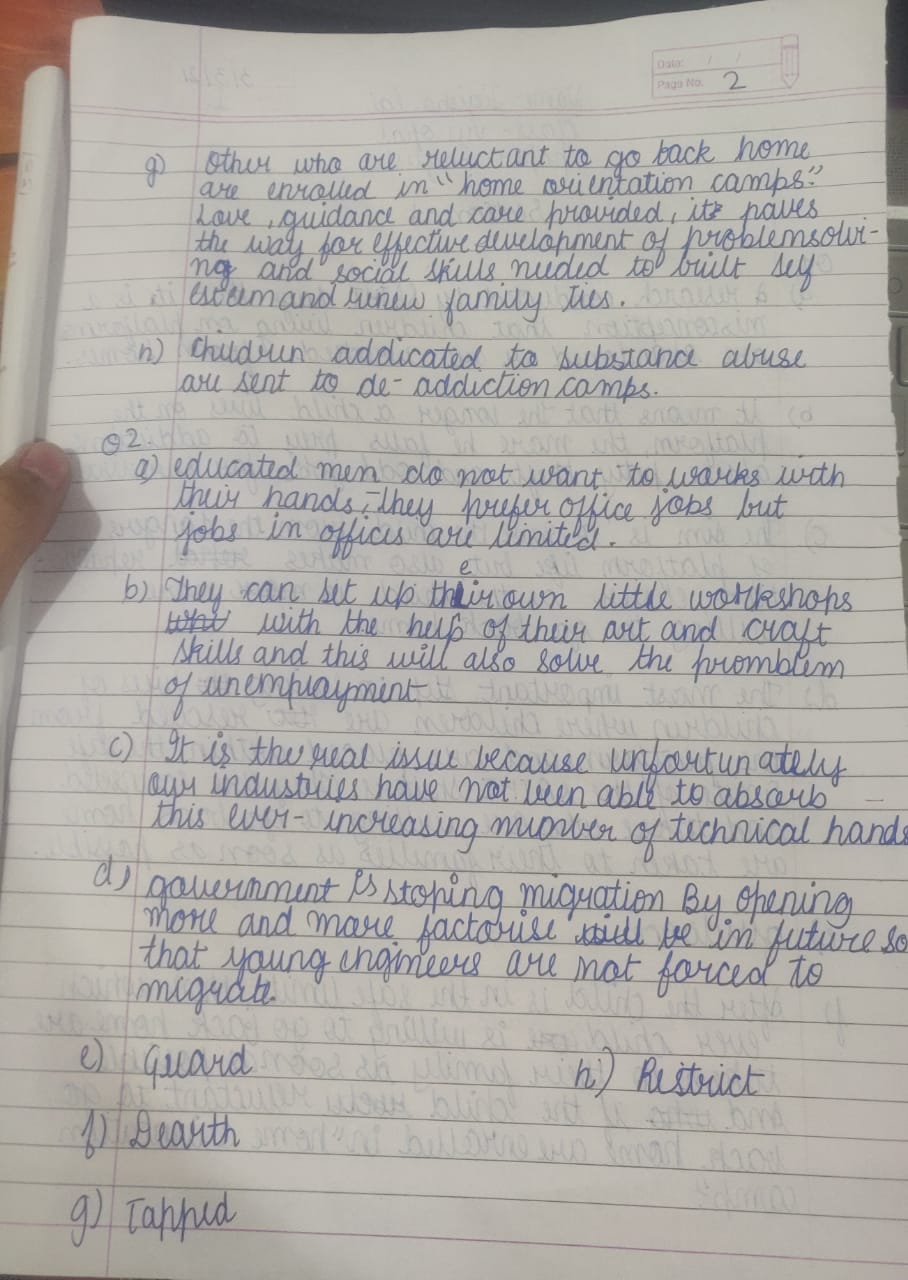 Date: / /
Page No. 2
g) Other who are reluctant to go back home
are enrolled in "home orientation camps."
Love, guidance and care provided, it paves
the way for effective development of problemsolvi-
ng and social skills needed to built self
esteem and renew family ties.
h) Children addicated to substance abuse
are sent to de-addiction camps.
Q2.
a) educated men do not want to works with
their hands, They prefer office jobs but
jobs in offices are limited.
b) They can set up their own little workshops
with the help of their art and craft
skills and this will also solve the promblem
of unemployment
c) It is the real issue because unfortunately
our industries have not been able to absorb
this ever-increasing number of technical hands
d) government is stoping migration By opening
more and more factorise in future so
that young engineers are not forced to
migrate.
e) Guard h) Restrict
f) Dearth
g) Tapped